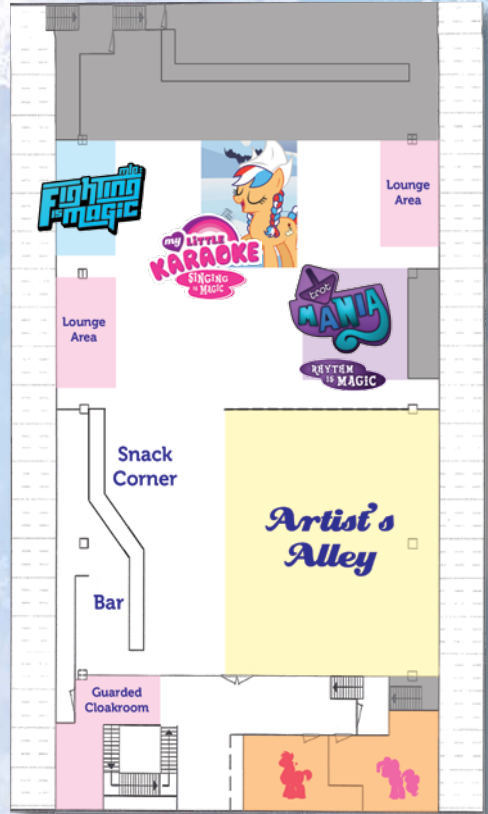 mla:
Fighting
is magic
my LITTLE
KARAOKE
SINGING
is MAGIC
Lounge
Area
trot
MANIA
RHYTHM
is MAGIC
Lounge
Area
Snack
Corner
Artist's
Alley
Bar
Guarded
Cloakroom